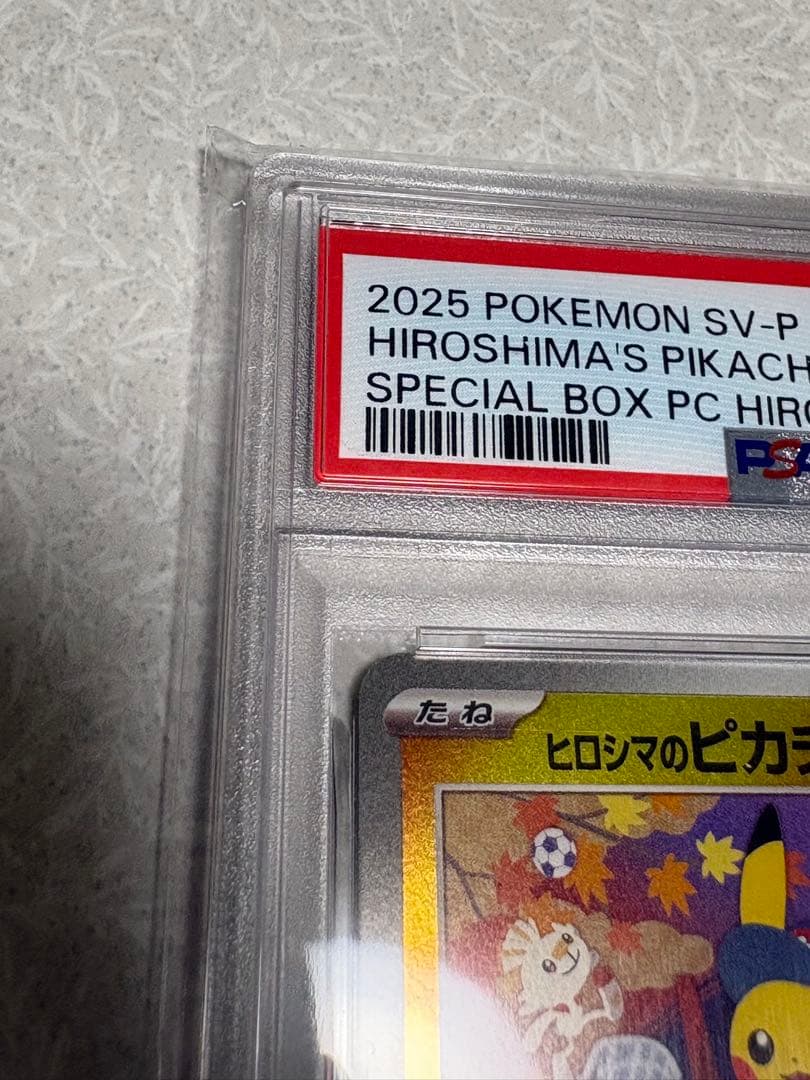 2025 POKEMON SV-P
HIROSHIMA'S PIKACH
SPECIAL BOX PC HIRO
PSA
たね
ヒロシマのピカチ